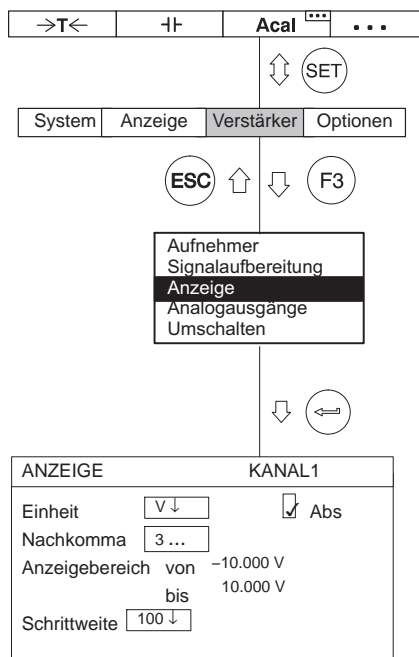 →T← ⊣⊢ Acal ... ...
SET
System Anzeige Verstärker Optionen
ESC F3
Aufnehmer
Signalaufbereitung
Anzeige
Analogausgänge
Umschalten
ANZEIGE KANAL1
Einheit V↓ ✓ Abs
Nachkomma 3 ...
Anzeigebereich von −10.000 V
bis 10.000 V
Schrittweite 100↓